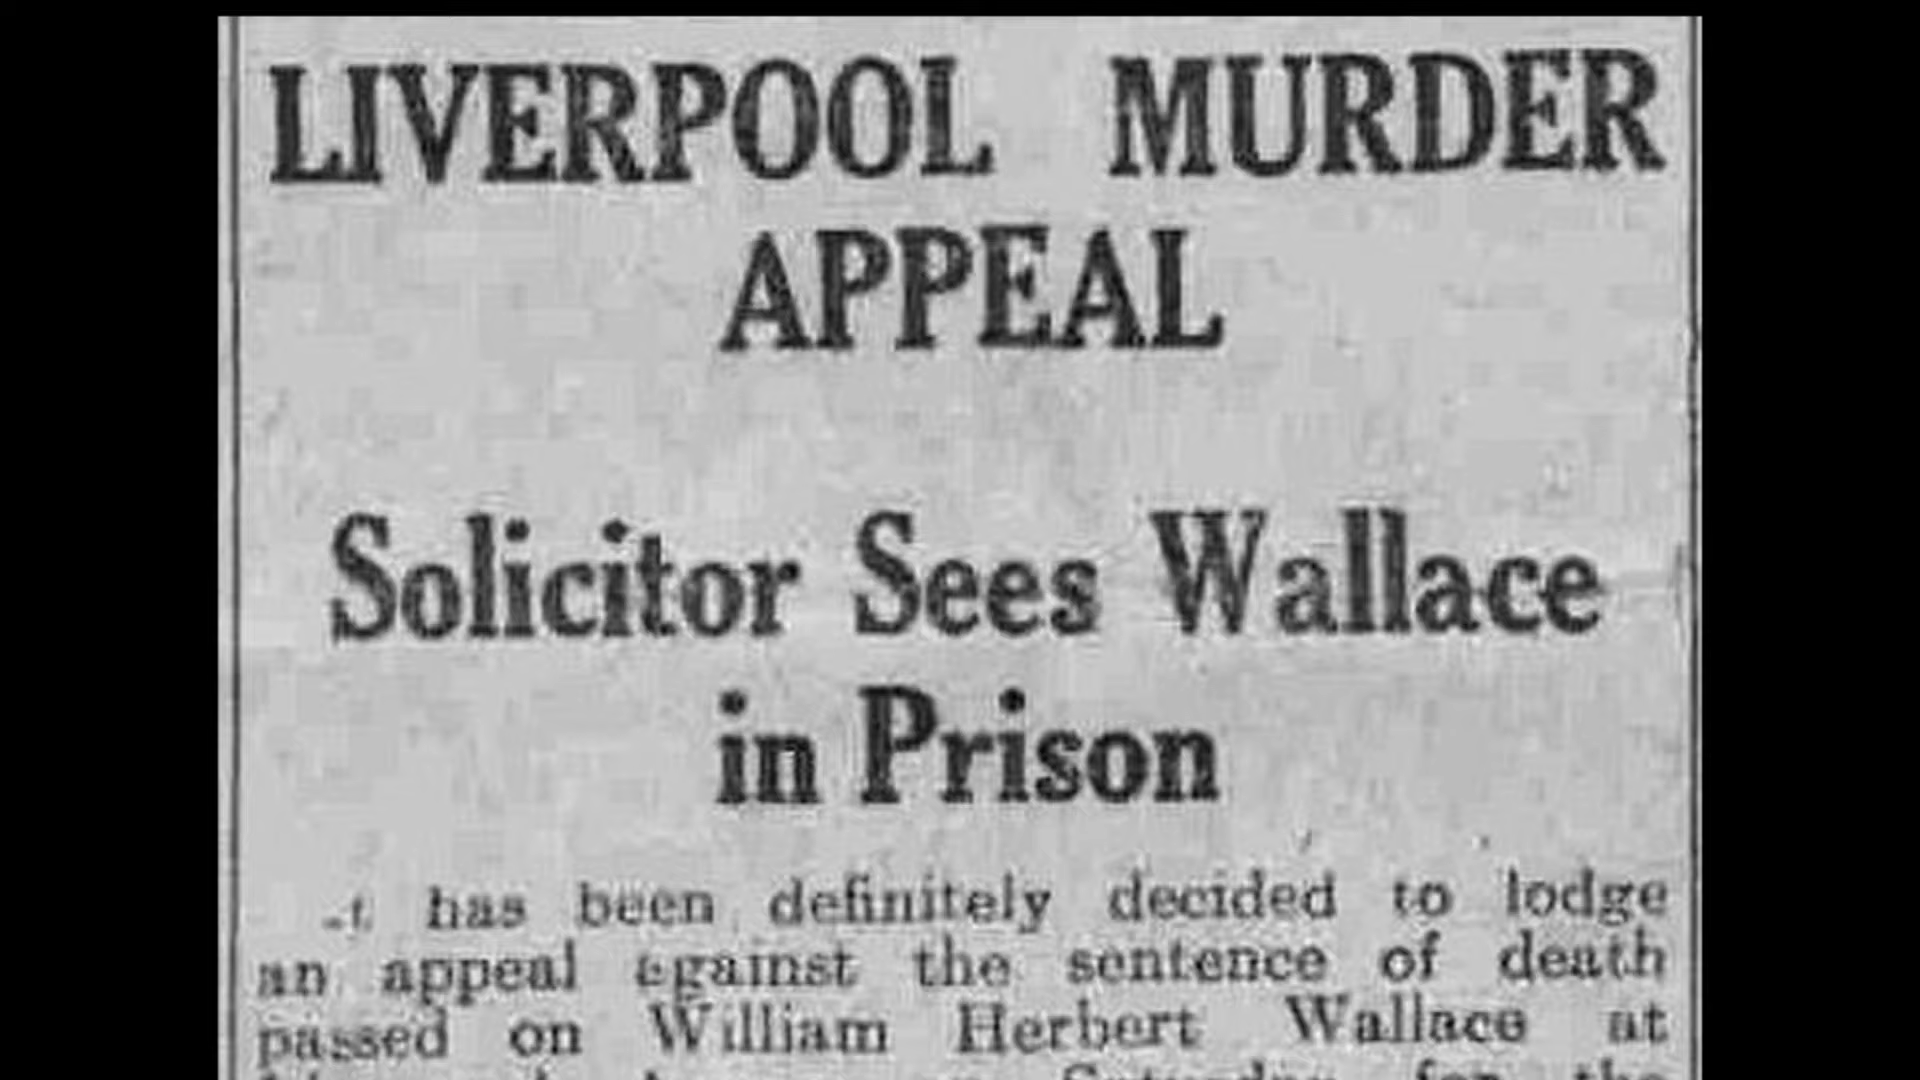 LIVERPOOL MURDER
APPEAL
Solicitor Sees Wallace
in Prison
has been definitely decided to lodge
an appeal against the sentence of death
passed on William Herbert Wallace at